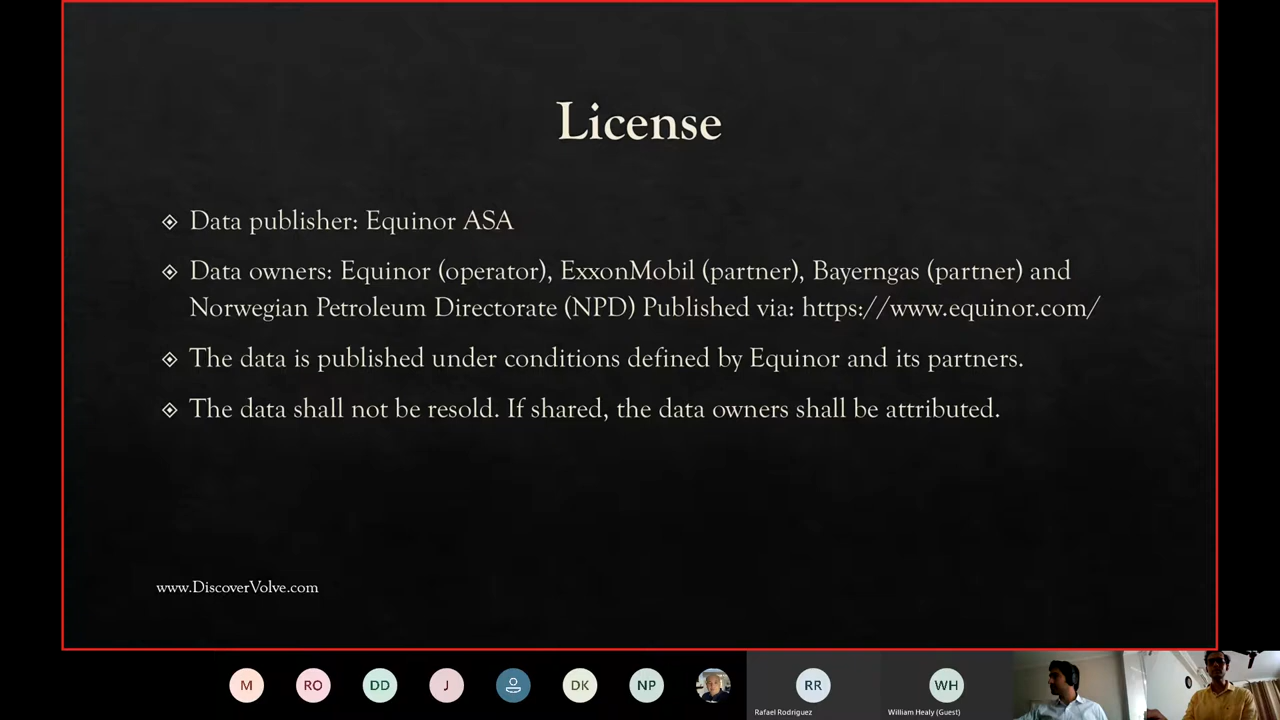 License
Data publisher: Equinor ASA
Data owners: Equinor (operator), ExxonMobil (partner), Bayerngas (partner) and
Norwegian Petroleum Directorate (NPD) Published via: https://www.equinor.com/
The data is published under conditions defined by Equinor and its partners.
The data shall not be resold. If shared, the data owners shall be attributed.
www.DiscoverVolve.com
M RO DD J DK NP RR WH
Rafael Rodriguez William Healy (Guest)